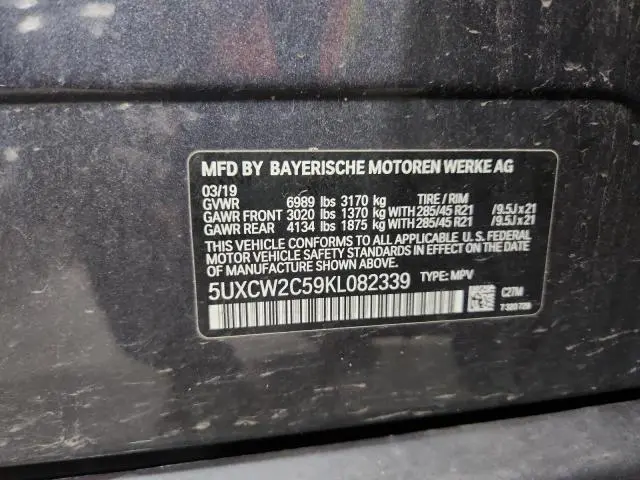 MFD BY BAYERISCHE MOTOREN WERKE AG
03/19
GVWR 6989 lbs 3170 kg TIRE / RIM
GAWR FRONT 3020 lbs 1370 kg WITH 285/45 R21 /9.5J x 21
GAWR REAR 4134 lbs 1875 kg WITH 285/45 R21 /9.5J x 21
THIS VEHICLE CONFORMS TO ALL APPLICABLE U.S. FEDERAL
MOTOR VEHICLE SAFETY STANDARDS IN EFFECT ON THE DATE
OF MANUFACTURE SHOWN ABOVE.
5UXCW2C59KL082339 TYPE: MPV
C27M